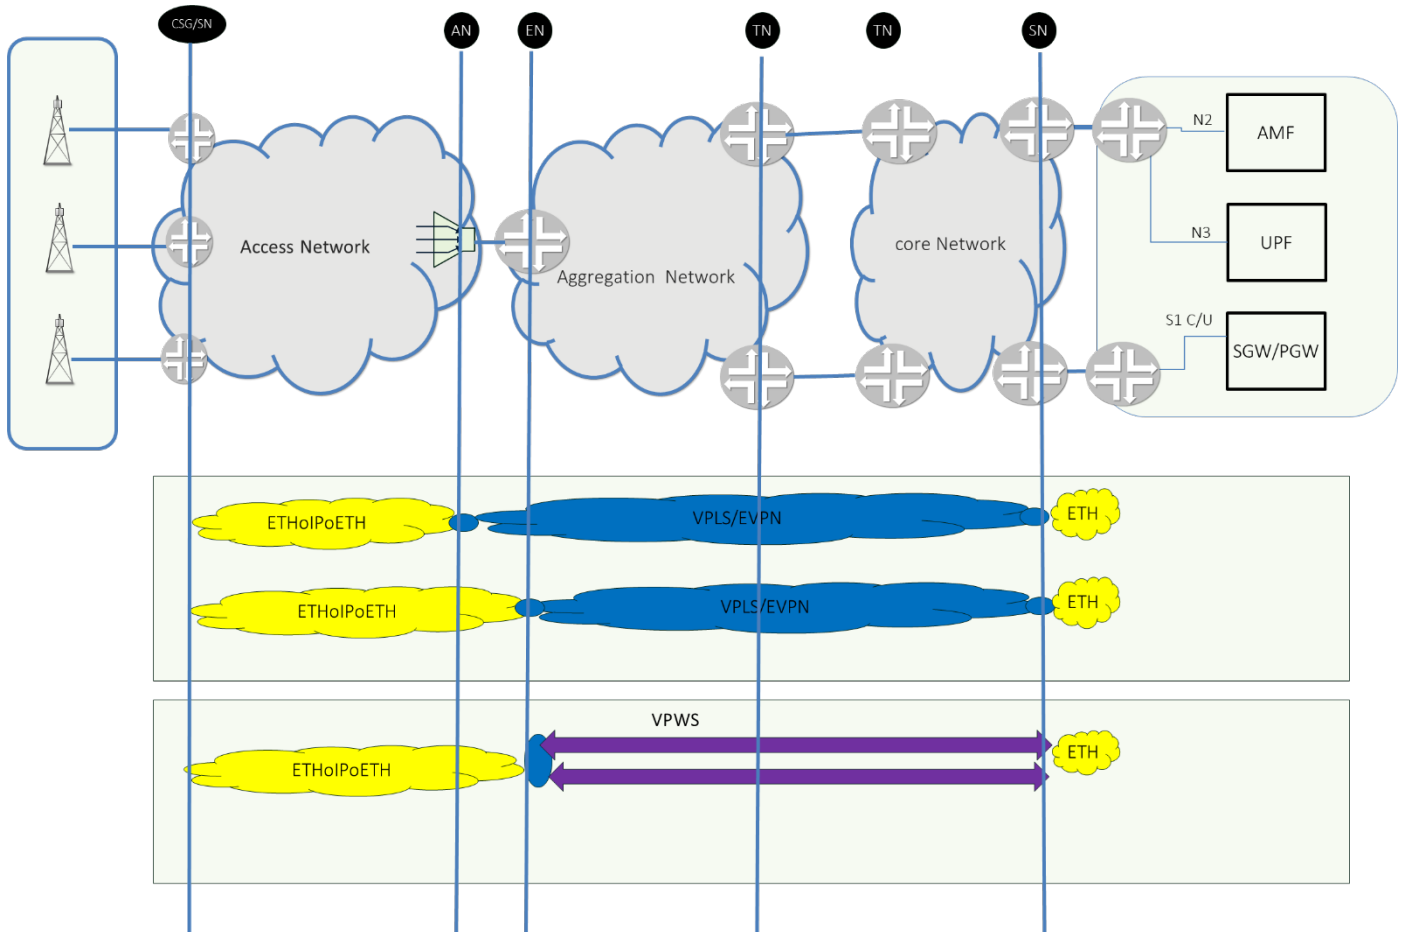 CSG/SN
AN
EN
TN
TN
SN
N2
AMF
Access Network
Aggregation Network
core Network
N3
UPF
S1 C/U
SGW/PGW
ETHoIPoETH
VPLS/EVPN
ETH
ETHoIPoETH
VPLS/EVPN
ETH
VPWS
ETHoIPoETH
ETH